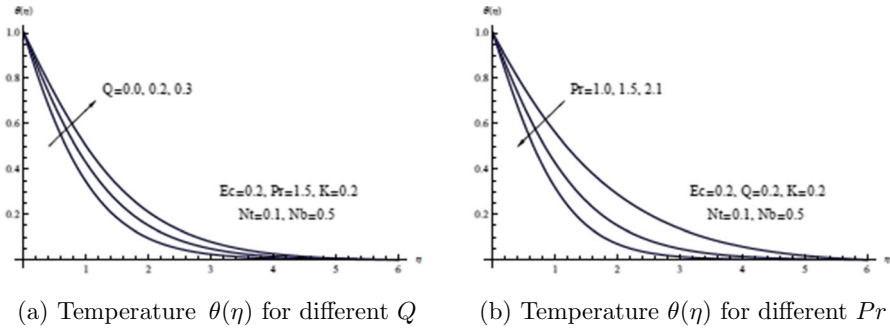 θ(η)
1.0
0.8
0.6
0.4
0.2
Q=0.0, 0.2, 0.3
Ec=0.2, Pr=1.5, K=0.2
Nt=0.1, Nb=0.5
1 2 3 4 5 6 η
(a) Temperature θ(η) for different Q
θ(η)
1.0
0.8
0.6
0.4
0.2
Pr=1.0, 1.5, 2.1
Ec=0.2, Q=0.2, K=0.2
Nt=0.1, Nb=0.5
1 2 3 4 5 6 η
(b) Temperature θ(η) for different Pr